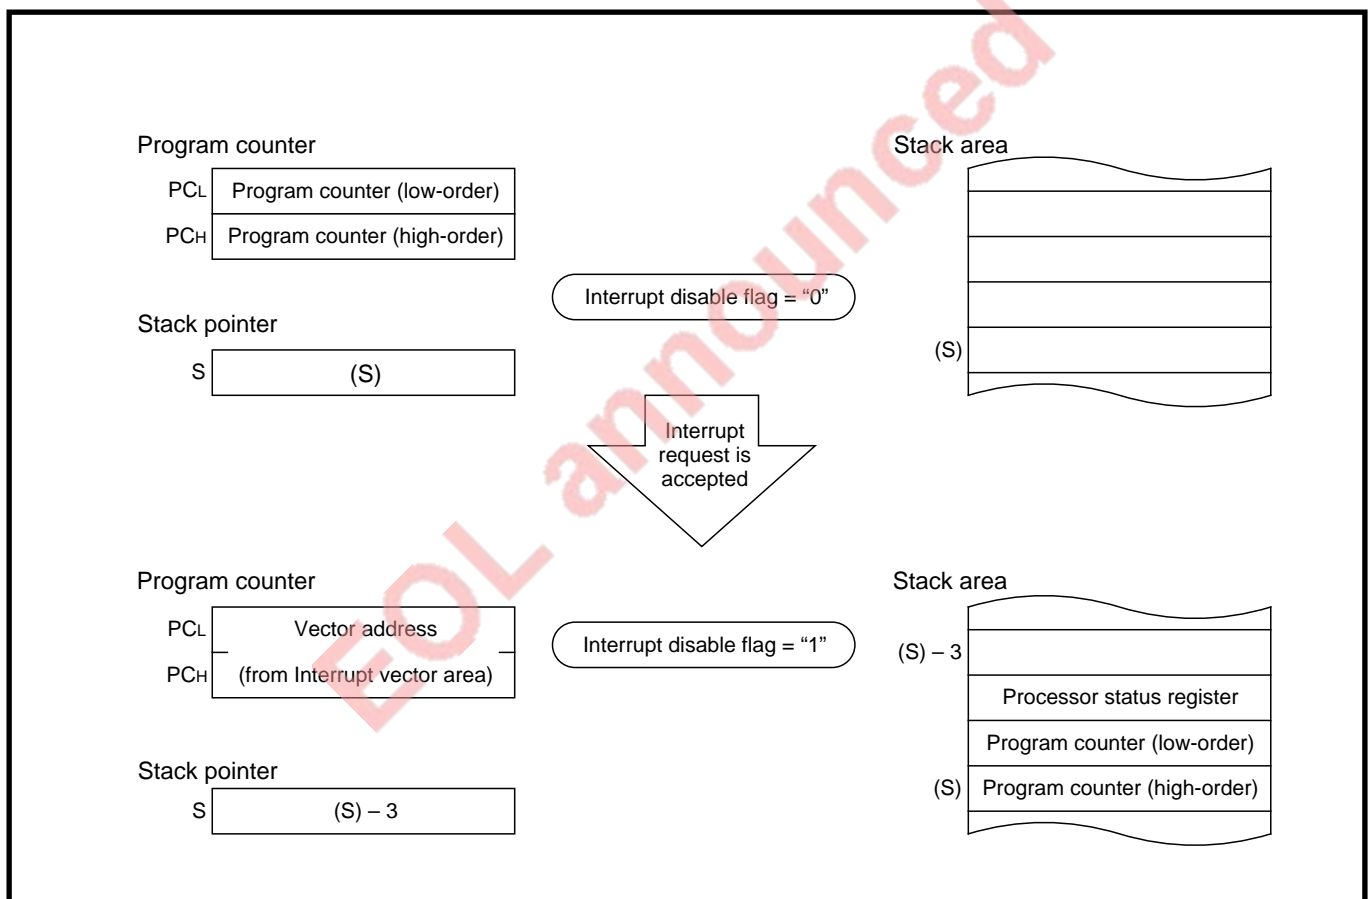 Program counter
PCL Program counter (low-order)
PCH Program counter (high-order)
Stack pointer
S (S)
Interrupt disable flag = “0”
Stack area
(S)
Interrupt
request is
accepted
Program counter
PCL Vector address
PCH (from Interrupt vector area)
Stack pointer
S (S) – 3
Interrupt disable flag = “1”
Stack area
(S) – 3
Processor status register
Program counter (low-order)
(S) Program counter (high-order)
EOL announced